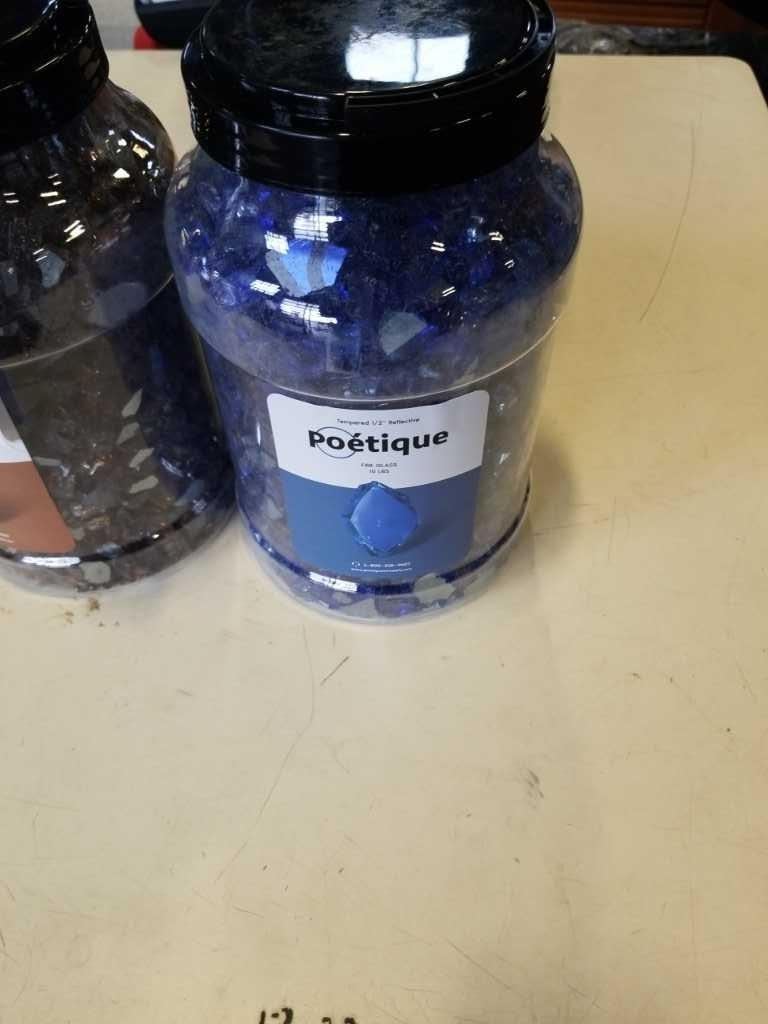 Tempered 1/2" Reflective
Poétique
FIRE GLASS
10 LBS